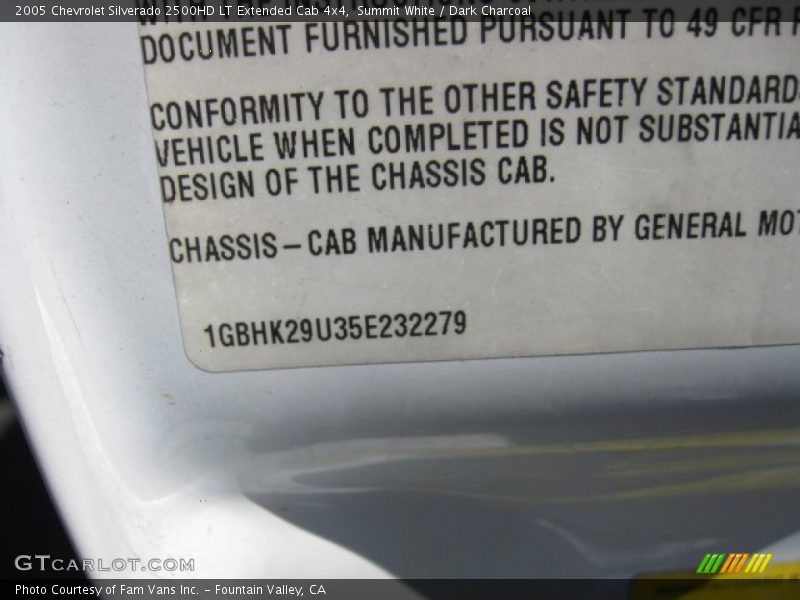 2005 Chevrolet Silverado 2500HD LT Extended Cab 4x4, Summit White / Dark Charcoal
DOCUMENT FURNISHED PURSUANT TO 49 CFR
CONFORMITY TO THE OTHER SAFETY STANDARD
VEHICLE WHEN COMPLETED IS NOT SUBSTANTIA
DESIGN OF THE CHASSIS CAB.
CHASSIS – CAB MANUFACTURED BY GENERAL MOT
1GBHK29U35E232279
GTCARLOT.COM
Photo Courtesy of Fam Vans Inc. – Fountain Valley, CA